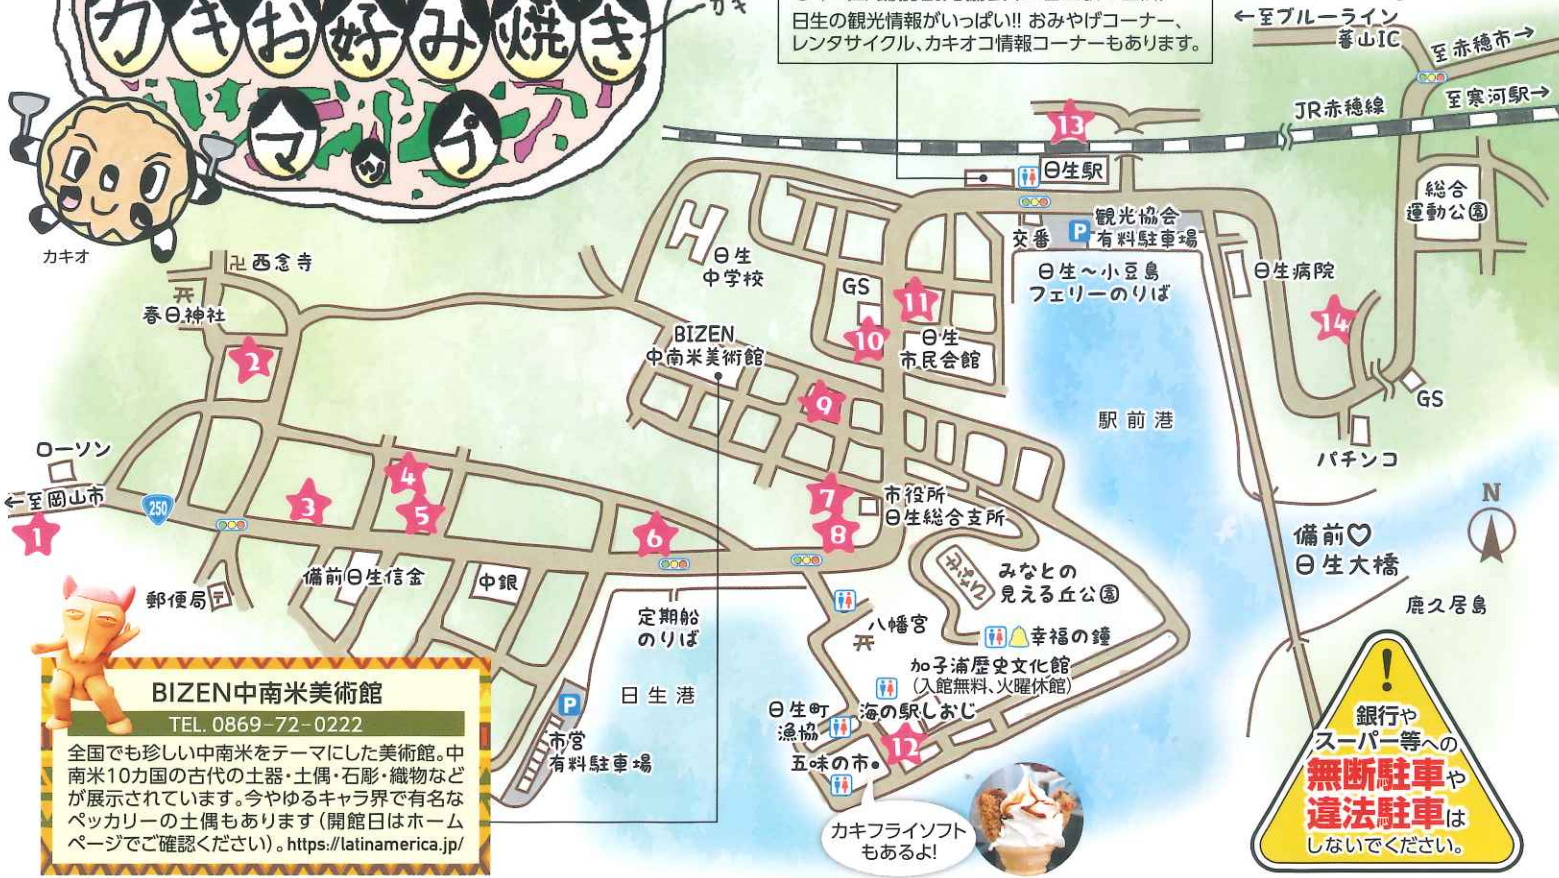 カキお好み焼き
マップ
カキ
カキオ
日生の観光情報がいっぱい!! おみやげコーナー、
レンタサイクル、カキオコ情報コーナーもあります。
←至ブルーライン
蕃山IC
至赤穂市→
JR赤穂線
至寒河駅→
13
日生駅
総合
運動公園
交番
P
観光協会
有料駐車場
日生～小豆島
フェリーのりば
日生病院
14
GS
パチンコ
卍西念寺
春日神社
2
日生
中学校
GS
11
10
日生
市民会館
BIZEN
中南米美術館
9
駅前港
ローソン
←至岡山市
1
250
3
4
5
6
7
8
市役所
日生総合支所
N
備前♡
日生大橋
鹿久居島
郵便局
〒
備前日生信金
中銀
定期船
のりば
ひなせ
みなとの
見える丘公園
八幡宮
幸福の鐘
加子浦歴史文化館
(入館無料、火曜休館)
日生港
P
市営
有料駐車場
日生町
漁協
海の駅しおじ
12
五味の市
カキフライソフト
もあるよ!
BIZEN中南米美術館
TEL. 0869-72-0222
全国でも珍しい中南米をテーマにした美術館。中
南米10カ国の古代の土器・土偶・石彫・織物など
が展示されています。今やゆるキャラ界で有名な
ペッカリーの土偶もあります(開館日はホーム
ページでご確認ください)。https://latinamerica.jp/
!
銀行や
スーパー等への
無断駐車や
違法駐車は
しないでください。